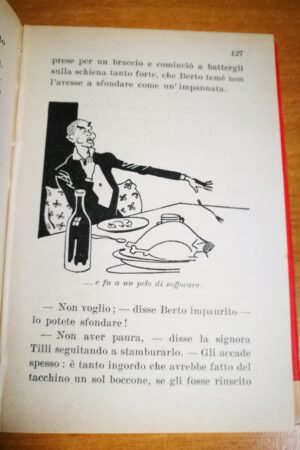 127
prese per un braccio e cominciò a battergli
sulla schiena tanto forte, che Berto temé non
l'avesse a sfondare come un'impannata.
.... e fu a un pelo di soffocare.
— Non voglio; — disse Berto impaurito —
lo potete sfondare!
— Non aver paura, — disse la signora
Tilli seguitando a stamburarlo. — Gli accade
spesso: è tanto ingordo che avrebbe fatto del
tacchino un sol boccone, se gli fosse riuscito